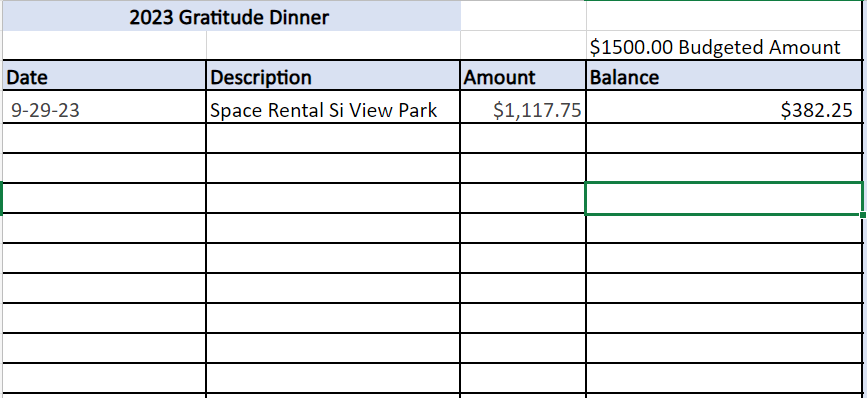 2023 Gratitude Dinner
$1500.00 Budgeted Amount
Date Description Amount Balance
9-29-23 Space Rental Si View Park $1,117.75 $382.25